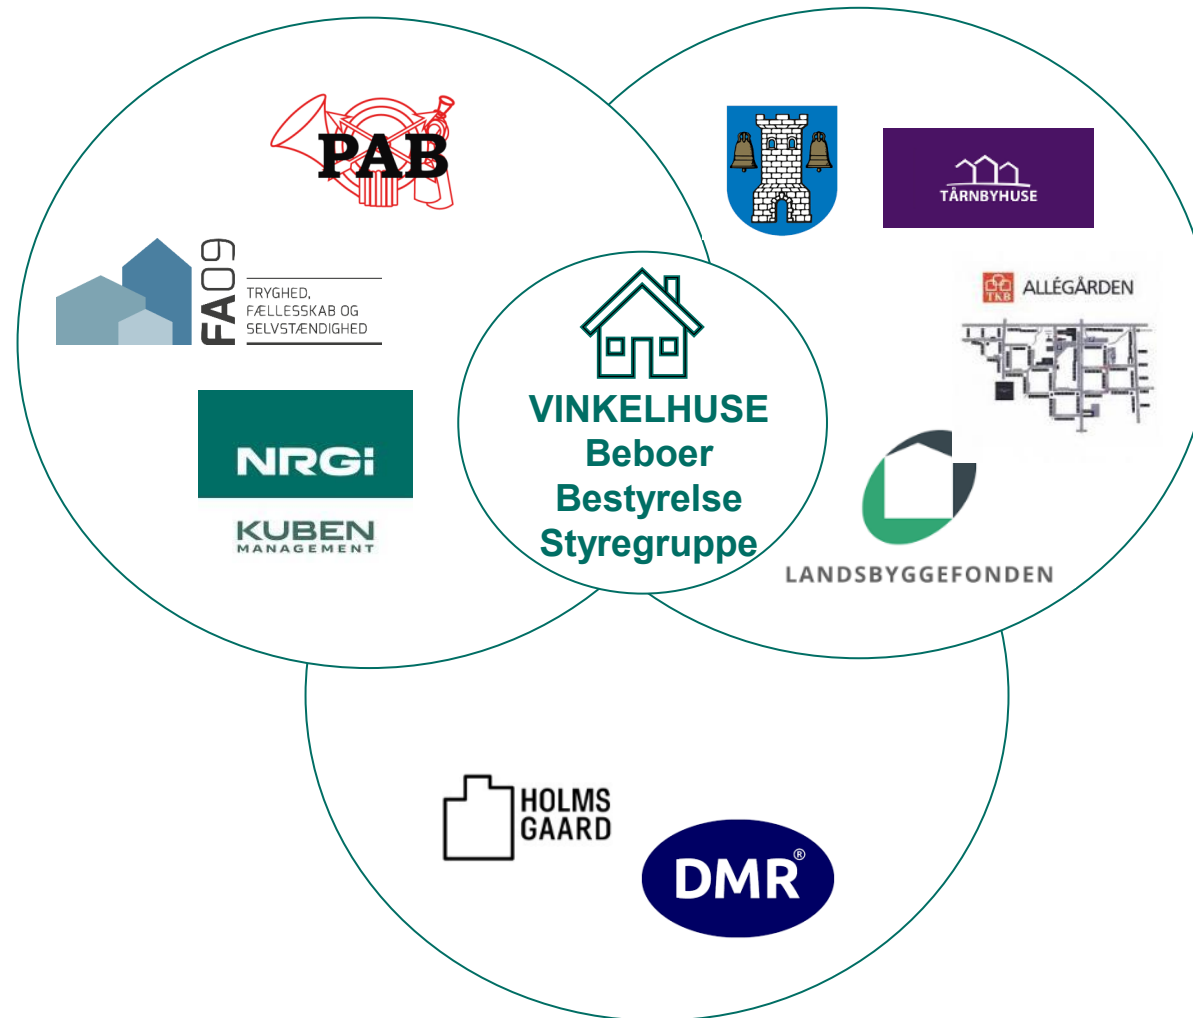 PAB
FA09
TRYGHED,
FÆLLESSKAB OG
SELVSTÆNDIGHED
NRGi
KUBEN
MANAGEMENT
VINKELHUSE
Beboer
Bestyrelse
Styregruppe
TÅRNBYHUSE
TKB
ALLÉGÅRDEN
LANDSBYGGEFONDEN
HOLMS
GAARD
DMR®